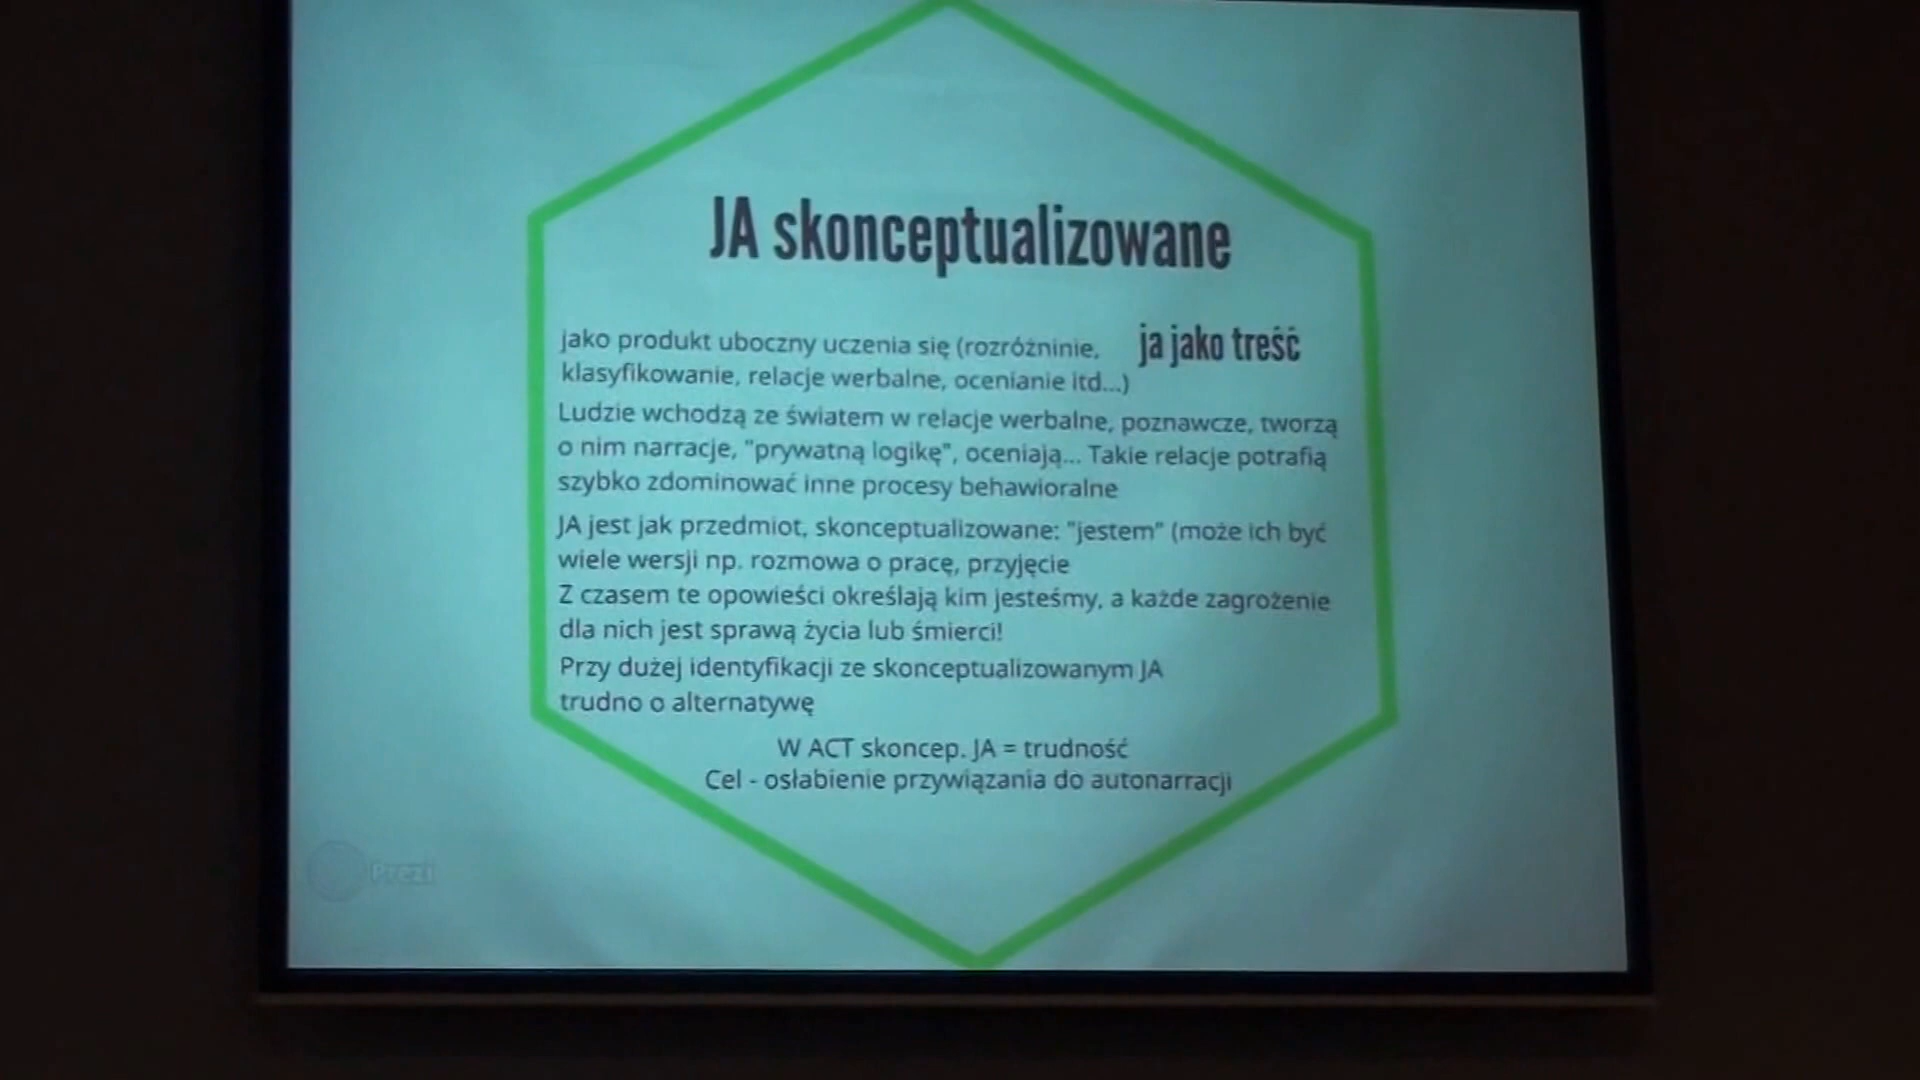 JA skonceptualizowane
jako produkt uboczny uczenia się (rozróżninie,
ja jako treść
klasyfikowanie, relacje werbalne, ocenianie itd...)
Ludzie wchodzą ze światem w relacje werbalne, poznawcze, tworzą
o nim narracje, "prywatną logikę", oceniają... Takie relacje potrafią
szybko zdominować inne procesy behawioralne
JA jest jak przedmiot, skonceptualizowane: "jestem" (może ich być
wiele wersji np. rozmowa o pracę, przyjęcie
Z czasem te opowieści określają kim jesteśmy, a każde zagrożenie
dla nich jest sprawą życia lub śmierci!
Przy dużej identyfikacji ze skonceptualizowanym JA
trudno o alternatywę
W ACT skoncep. JA = trudność
Cel - osłabienie przywiązania do autonarracji
Prezi